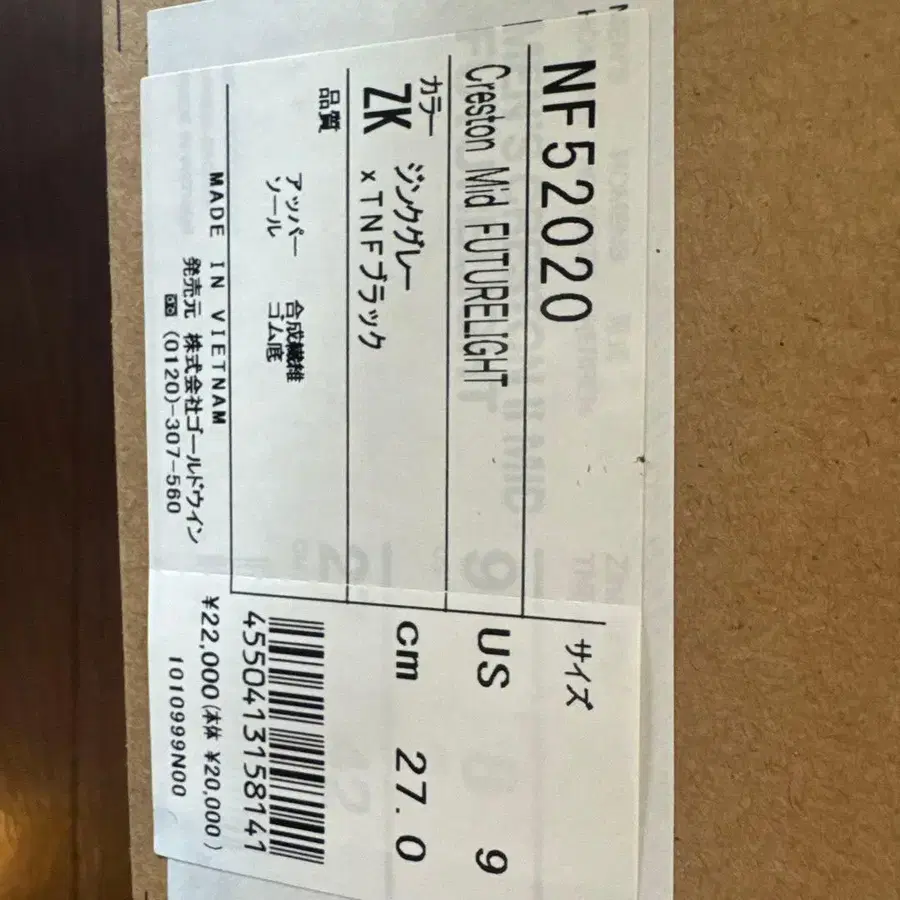 NF52020
Creston Mid FUTURELIGHT
カラー
ZK ジンクグレー
xTNFブラック
品質
アッパー 合成繊維
ソール ゴム底
MADE IN VIETNAM
発売元 株式会社ゴールドウイン
(0120)-307-560
サイズ
US 9
cm 27.0
4550413158141
¥22,000(本体 ¥20,000)
1010999N00